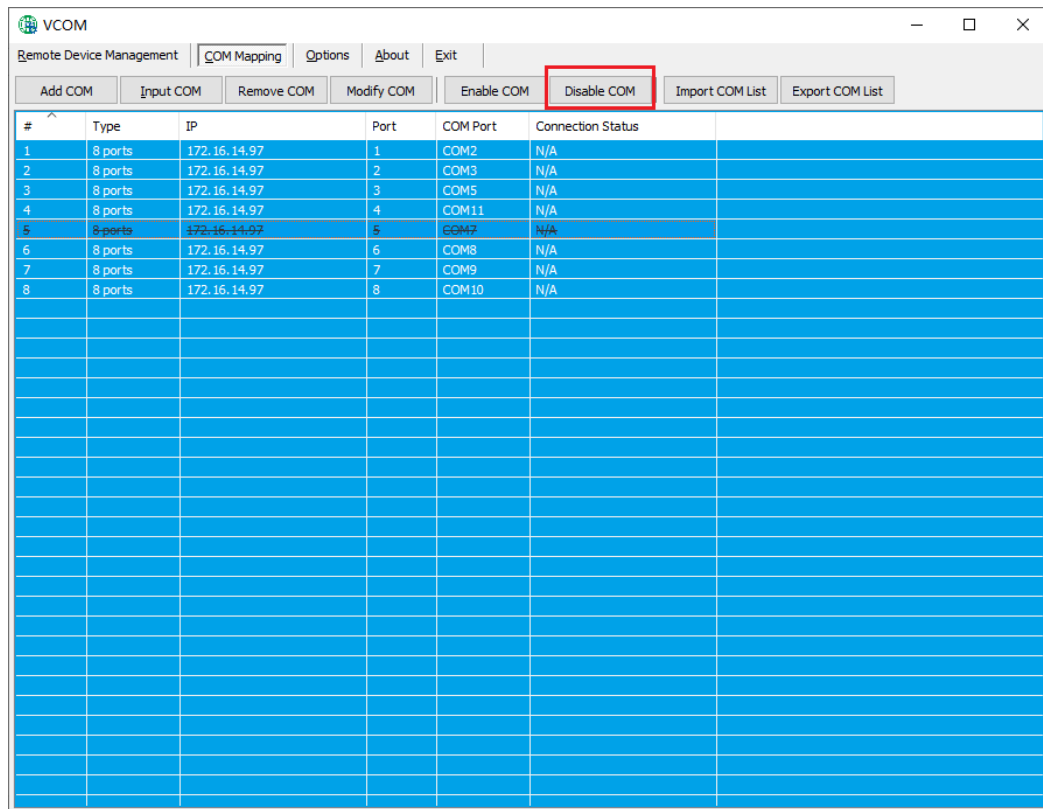 VCOM
Remote Device Management COM Mapping Options About Exit
Add COM Input COM Remove COM Modify COM Enable COM Disable COM Import COM List Export COM List
# Type IP Port COM Port Connection Status
1 8 ports 172.16.14.97 1 COM2 N/A
2 8 ports 172.16.14.97 2 COM3 N/A
3 8 ports 172.16.14.97 3 COM5 N/A
4 8 ports 172.16.14.97 4 COM11 N/A
5 8 ports 172.16.14.97 5 COM7 N/A
6 8 ports 172.16.14.97 6 COM8 N/A
7 8 ports 172.16.14.97 7 COM9 N/A
8 8 ports 172.16.14.97 8 COM10 N/A